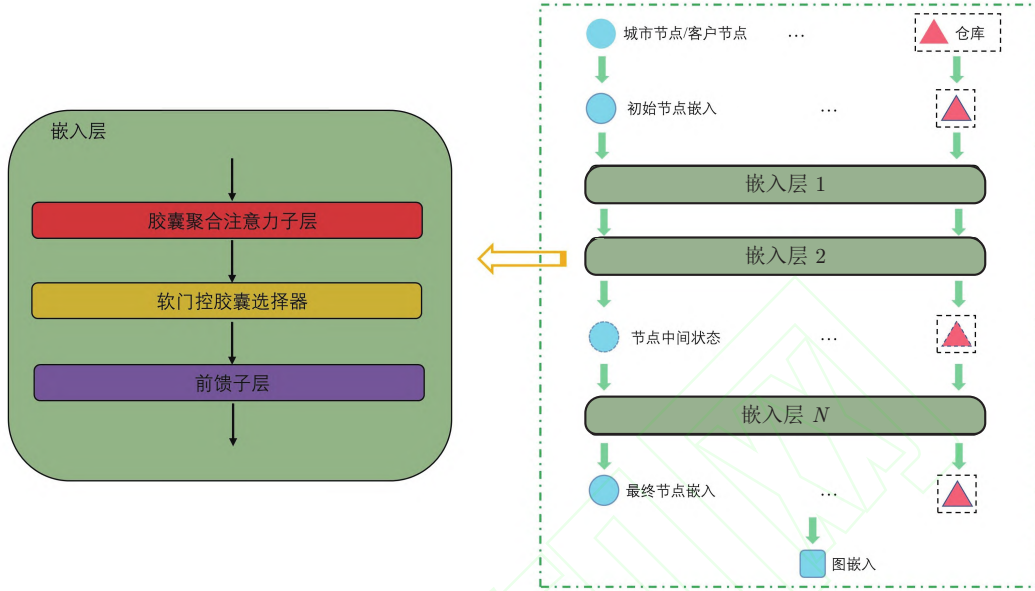 嵌入层
胶囊聚合注意力子层
软门控胶囊选择器
前馈子层
城市节点/客户节点 … 仓库
初始节点嵌入 …
嵌入层 1
嵌入层 2
节点中间状态 …
嵌入层 N
最终节点嵌入 …
图嵌入